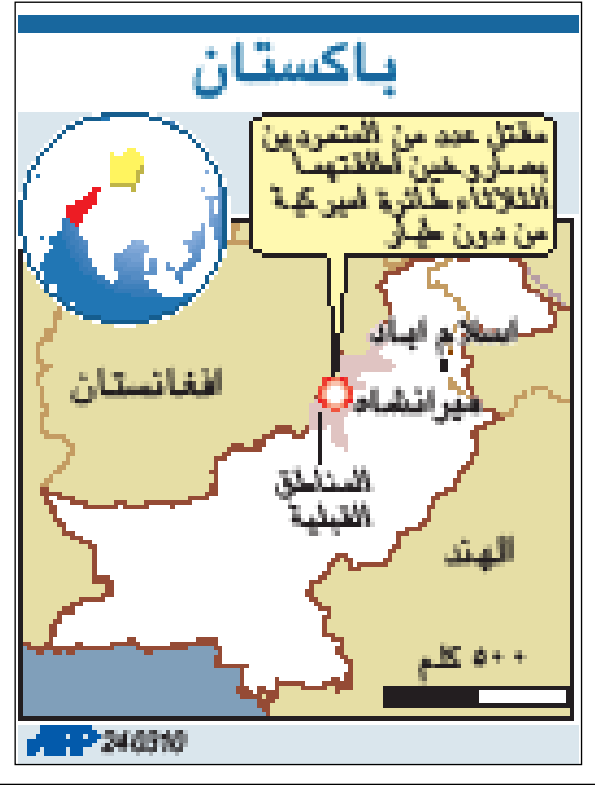 باكستان
مقتل عدد من المتمردين
بصاروخين اطلقتهما
الثلاثاء طائرة اميركية
من دون طيار
اسلام اباد
افغانستان
ميرانشاه
المناطق
القبلية
الهند
٥٠٠ كلم
AFP 240310